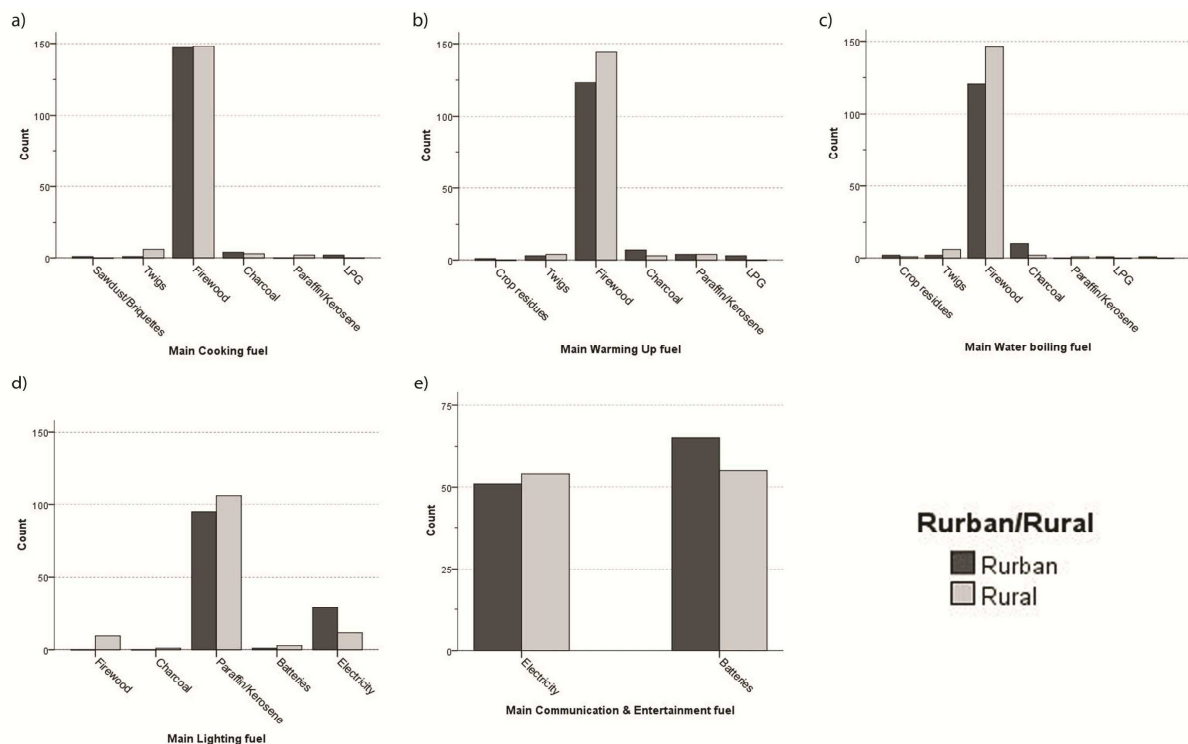 a)
150
100
50
0
Count
Sawdust/Briquettes
Twigs
Firewood
Charcoal
Paraffin/Kerosene
LPG
Main Cooking fuel
b)
150
100
50
0
Count
Crop residues
Twigs
Firewood
Charcoal
Paraffin/Kerosene
LPG
Main Warming Up fuel
c)
150
100
50
0
Count
Crop residues
Twigs
Firewood
Charcoal
Paraffin/Kerosene
LPG
Main Water boiling fuel
d)
150
100
50
0
Count
Firewood
Charcoal
Paraffin/Kerosene
Batteries
Electricity
Main Lighting fuel
e)
75
50
25
0
Count
Electricity
Batteries
Main Communication & Entertainment fuel
Rurban/Rural
Rurban
Rural